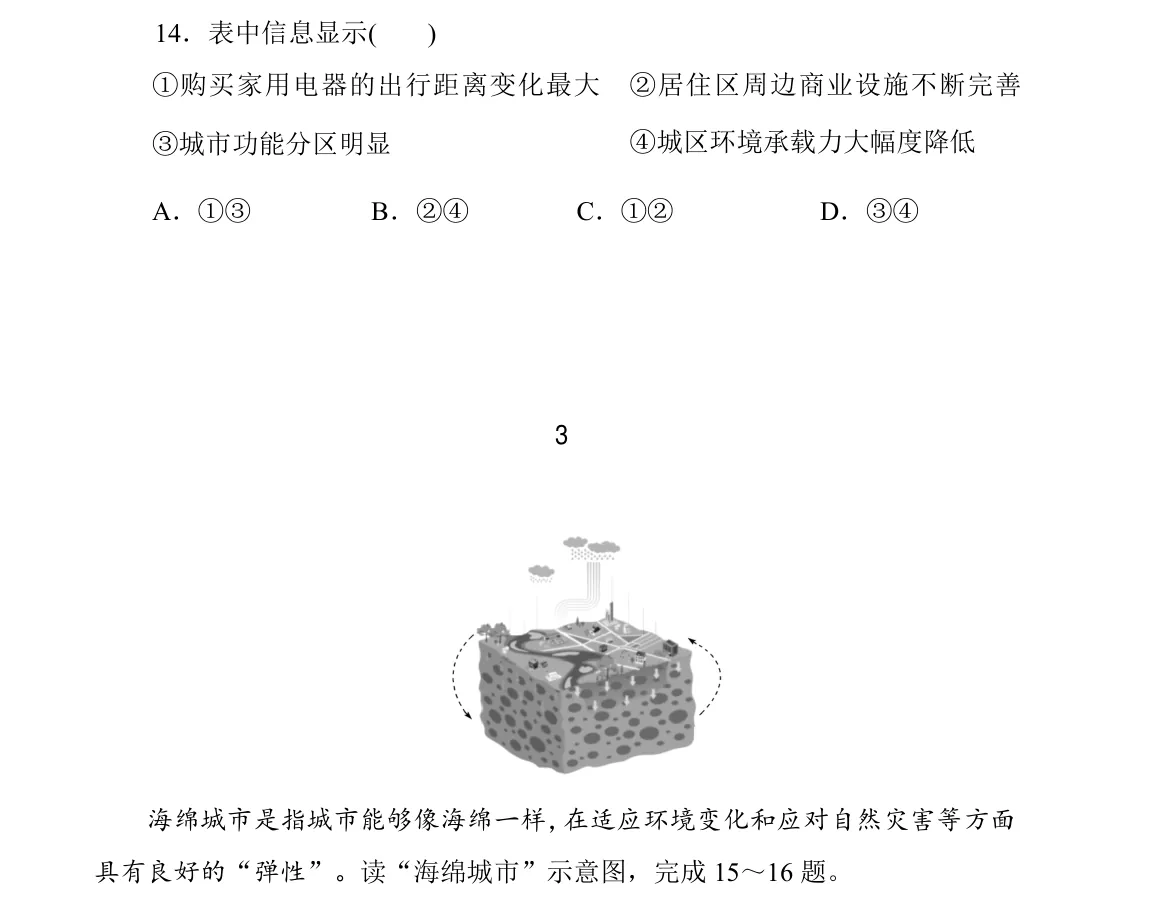 14．表中信息显示(　　)
①购买家用电器的出行距离变化最大　②居住区周边商业设施不断完善
③城市功能分区明显　④城区环境承载力大幅度降低
A．①③　B．②④　C．①②　D．③④
3
海绵城市是指城市能够像海绵一样，在适应环境变化和应对自然灾害等方面
具有良好的“弹性”。读“海绵城市”示意图，完成 15～16 题。